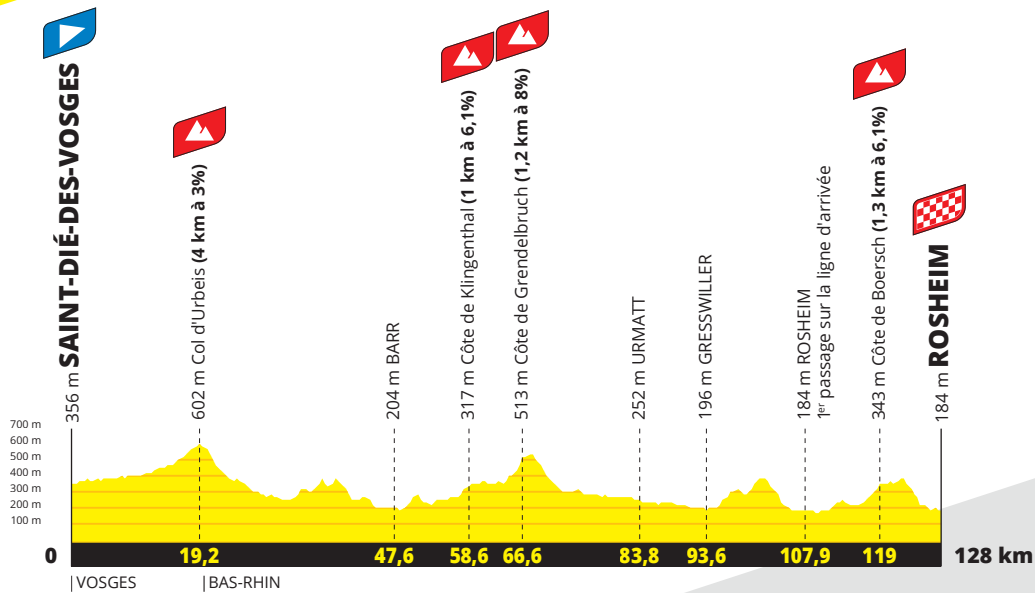 356 m SAINT-DIÉ-DES-VOSGES
602 m Col d'Urbeis (4 km à 3%)
204 m BARR
317 m Côte de Klingenthal (1 km à 6,1%)
513 m Côte de Grendelbruch (1,2 km à 8%)
252 m URMATT
196 m GRESSWILLER
184 m ROSHEIM
1er passage sur la ligne d'arrivée
343 m Côte de Boersch (1,3 km à 6,1%)
184 m ROSHEIM
700 m
600 m
500 m
400 m
300 m
200 m
100 m
0 19,2 47,6 58,6 66,6 83,8 93,6 107,9 119 128 km
VOSGES BAS-RHIN